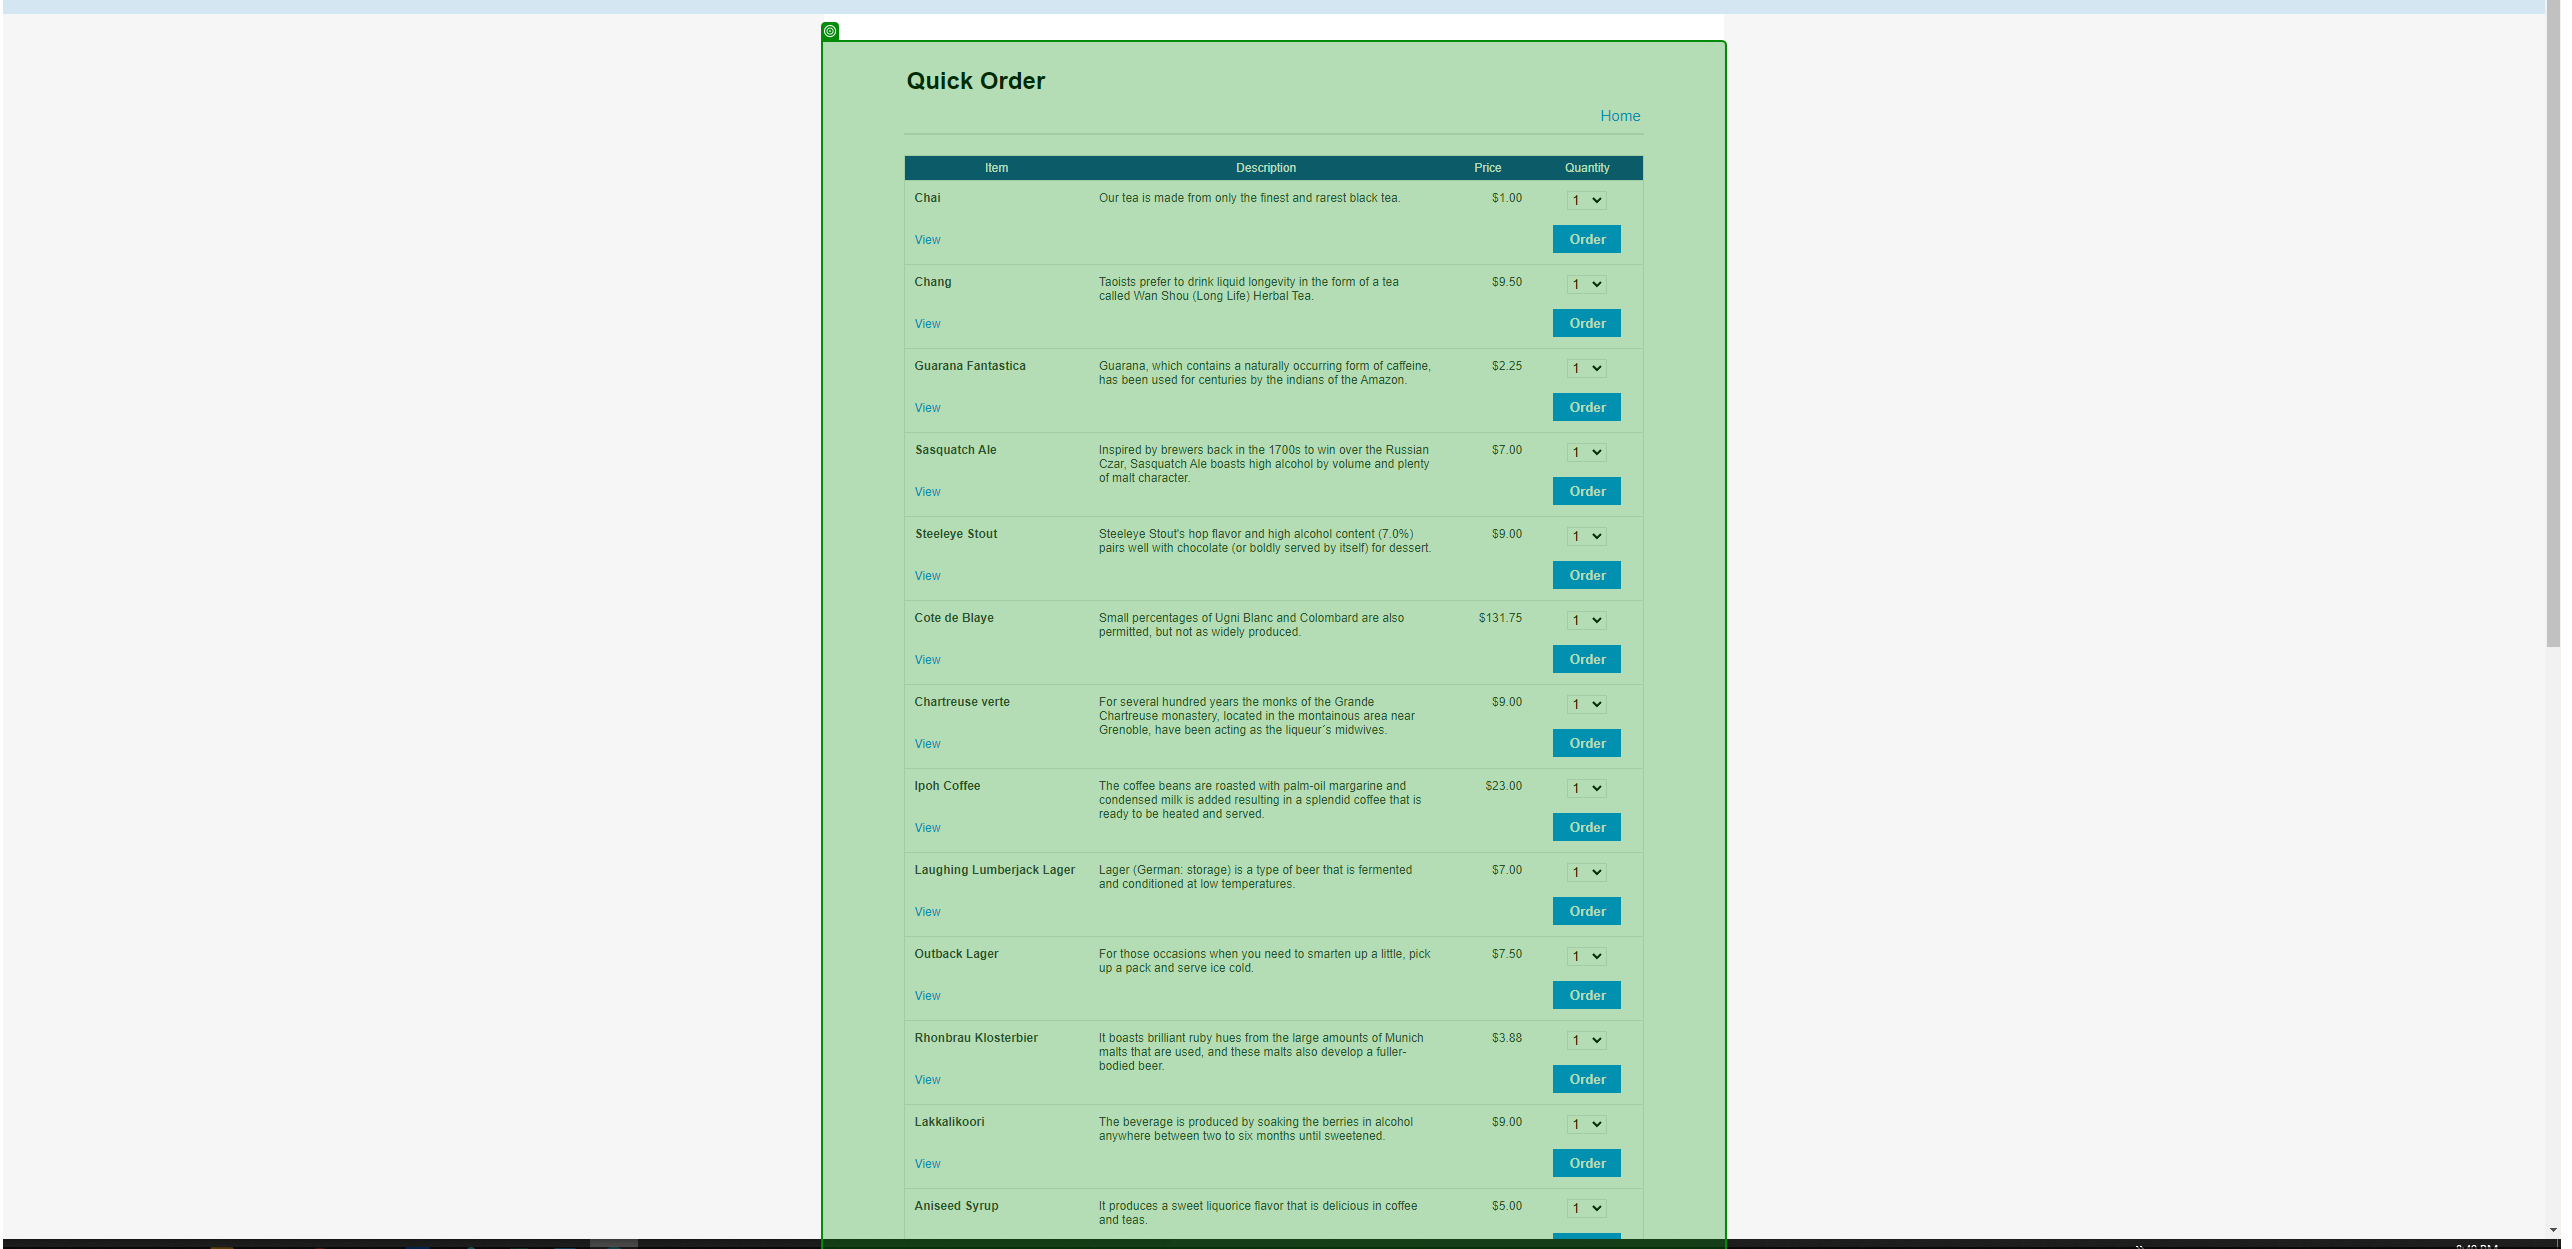 Quick Order
Home
Item Description Price Quantity
Chai Our tea is made from only the finest and rarest black tea. $1.00 1
View Order
Chang Taoists prefer to drink liquid longevity in the form of a tea $9.50 1
called Wan Shou (Long Life) Herbal Tea.
View Order
Guarana Fantastica Guarana, which contains a naturally occurring form of caffeine, $2.25 1
has been used for centuries by the indians of the Amazon.
View Order
Sasquatch Ale Inspired by brewers back in the 1700s to win over the Russian $7.00 1
Czar, Sasquatch Ale boasts high alcohol by volume and plenty
of malt character.
View Order
Steeleye Stout Steeleye Stout's hop flavor and high alcohol content (7.0%) $9.00 1
pairs well with chocolate (or boldly served by itself) for dessert.
View Order
Cote de Blaye Small percentages of Ugni Blanc and Colombard are also $131.75 1
permitted, but not as widely produced.
View Order
Chartreuse verte For several hundred years the monks of the Grande $9.00 1
Chartreuse monastery, located in the montainous area near
Grenoble, have been acting as the liqueur´s midwives.
View Order
Ipoh Coffee The coffee beans are roasted with palm-oil margarine and $23.00 1
condensed milk is added resulting in a splendid coffee that is
ready to be heated and served.
View Order
Laughing Lumberjack Lager Lager (German: storage) is a type of beer that is fermented $7.00 1
and conditioned at low temperatures.
View Order
Outback Lager For those occasions when you need to smarten up a little, pick $7.50 1
up a pack and serve ice cold.
View Order
Rhonbrau Klosterbier It boasts brilliant ruby hues from the large amounts of Munich $3.88 1
malts that are used, and these malts also develop a fuller-
bodied beer.
View Order
Lakkalikoori The beverage is produced by soaking the berries in alcohol $9.00 1
anywhere between two to six months until sweetened.
View Order
Aniseed Syrup It produces a sweet liquorice flavor that is delicious in coffee $5.00 1
and teas.